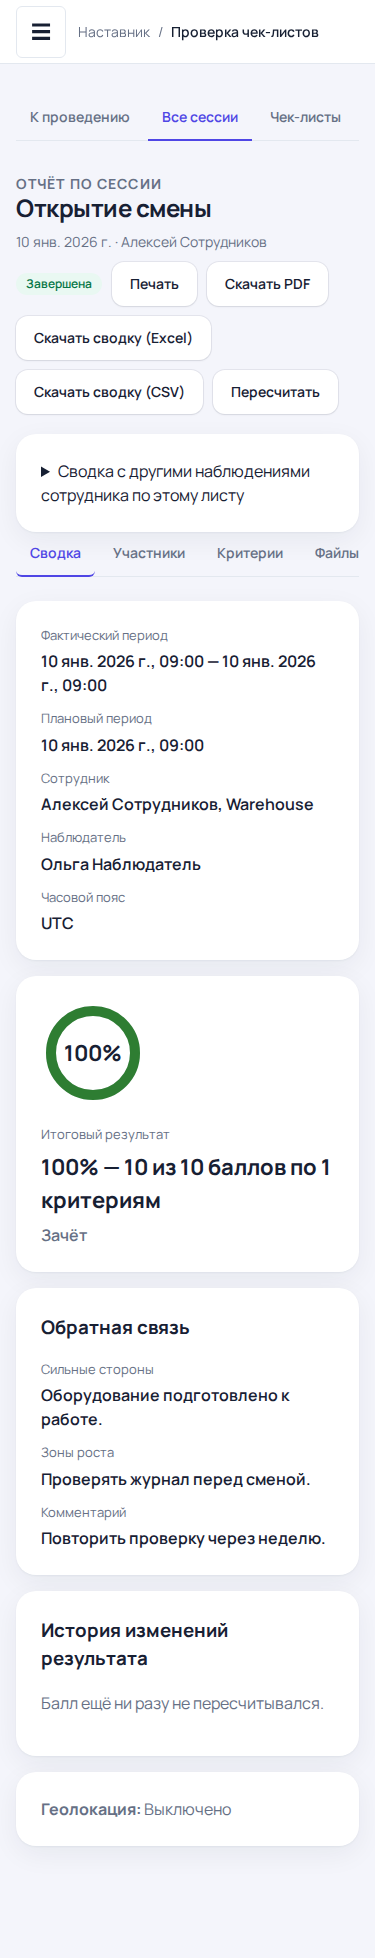 Наставник / Проверка чек-листов
К проведению Все сессии Чек-листы
ОТЧЁТ ПО СЕССИИ
Открытие смены
10 янв. 2026 г. · Алексей Сотрудников
Завершена Печать Скачать PDF
Скачать сводку (Excel)
Скачать сводку (CSV) Пересчитать
Сводка с другими наблюдениями
сотрудника по этому листу
Сводка Участники Критерии Файлы
Фактический период
10 янв. 2026 г., 09:00 — 10 янв. 2026
г., 09:00
Плановый период
10 янв. 2026 г., 09:00
Сотрудник
Алексей Сотрудников, Warehouse
Наблюдатель
Ольга Наблюдатель
Часовой пояс
UTC
100%
Итоговый результат
100% — 10 из 10 баллов по 1
критериям
Зачёт
Обратная связь
Сильные стороны
Оборудование подготовлено к
работе.
Зоны роста
Проверять журнал перед сменой.
Комментарий
Повторить проверку через неделю.
История изменений
результата
Балл ещё ни разу не пересчитывался.
Геолокация: Выключено